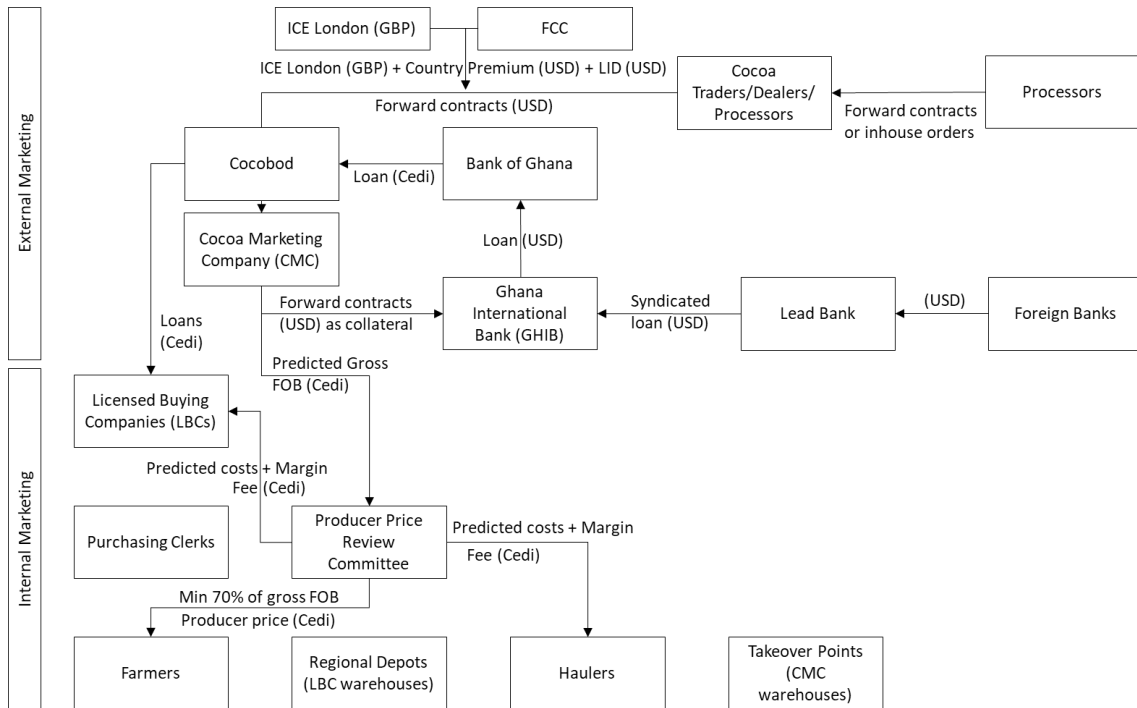 External Marketing
ICE London (GBP)
FCC
ICE London (GBP) + Country Premium (USD) + LID (USD)
Forward contracts (USD)
Cocoa
Traders/Dealers/
Processors
Forward contracts
or inhouse orders
Processors
Cocobod
Loan (Cedi)
Bank of Ghana
Cocoa Marketing
Company (CMC)
Loan (USD)
Loans
(Cedi)
Forward contracts
(USD) as collateral
Ghana
International
Bank (GHIB)
Syndicated
loan (USD)
Lead Bank
(USD)
Foreign Banks
Predicted Gross
FOB (Cedi)
Internal Marketing
Licensed Buying
Companies (LBCs)
Predicted costs + Margin
Fee (Cedi)
Purchasing Clerks
Producer Price
Review
Committee
Predicted costs + Margin
Fee (Cedi)
Min 70% of gross FOB
Producer price (Cedi)
Farmers
Regional Depots
(LBC warehouses)
Haulers
Takeover Points
(CMC
warehouses)